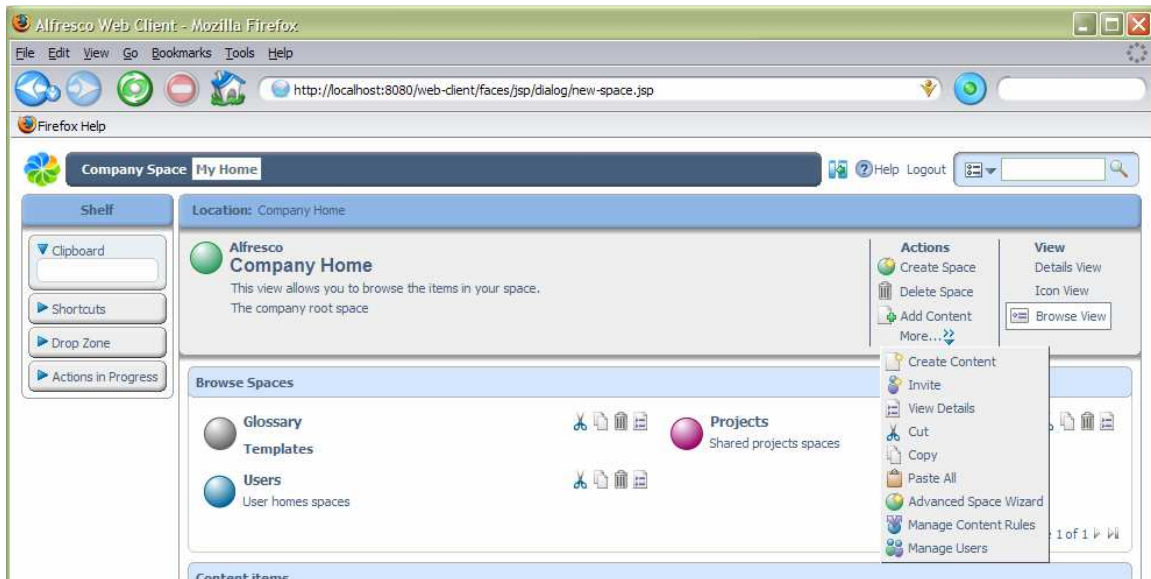 Alfresco Web Client - Mozilla Firefox
File Edit View Go Bookmarks Tools Help
http://localhost:8080/web-client/faces/jsp/dialog/new-space.jsp
Firefox Help
Company Space My Home
Help Logout
Shelf
Location: Company Home
Clipboard
Shortcuts
Drop Zone
Actions in Progress
Alfresco
Company Home
This view allows you to browse the items in your space.
The company root space
Actions
Create Space
Delete Space
Add Content
More...
View
Details View
Icon View
Browse View
Create Content
Invite
View Details
Cut
Copy
Paste All
Advanced Space Wizard
Manage Content Rules
Manage Users
Browse Spaces
Glossary
Templates
Projects
Shared projects spaces
Users
User homes spaces
1 of 1
Content items